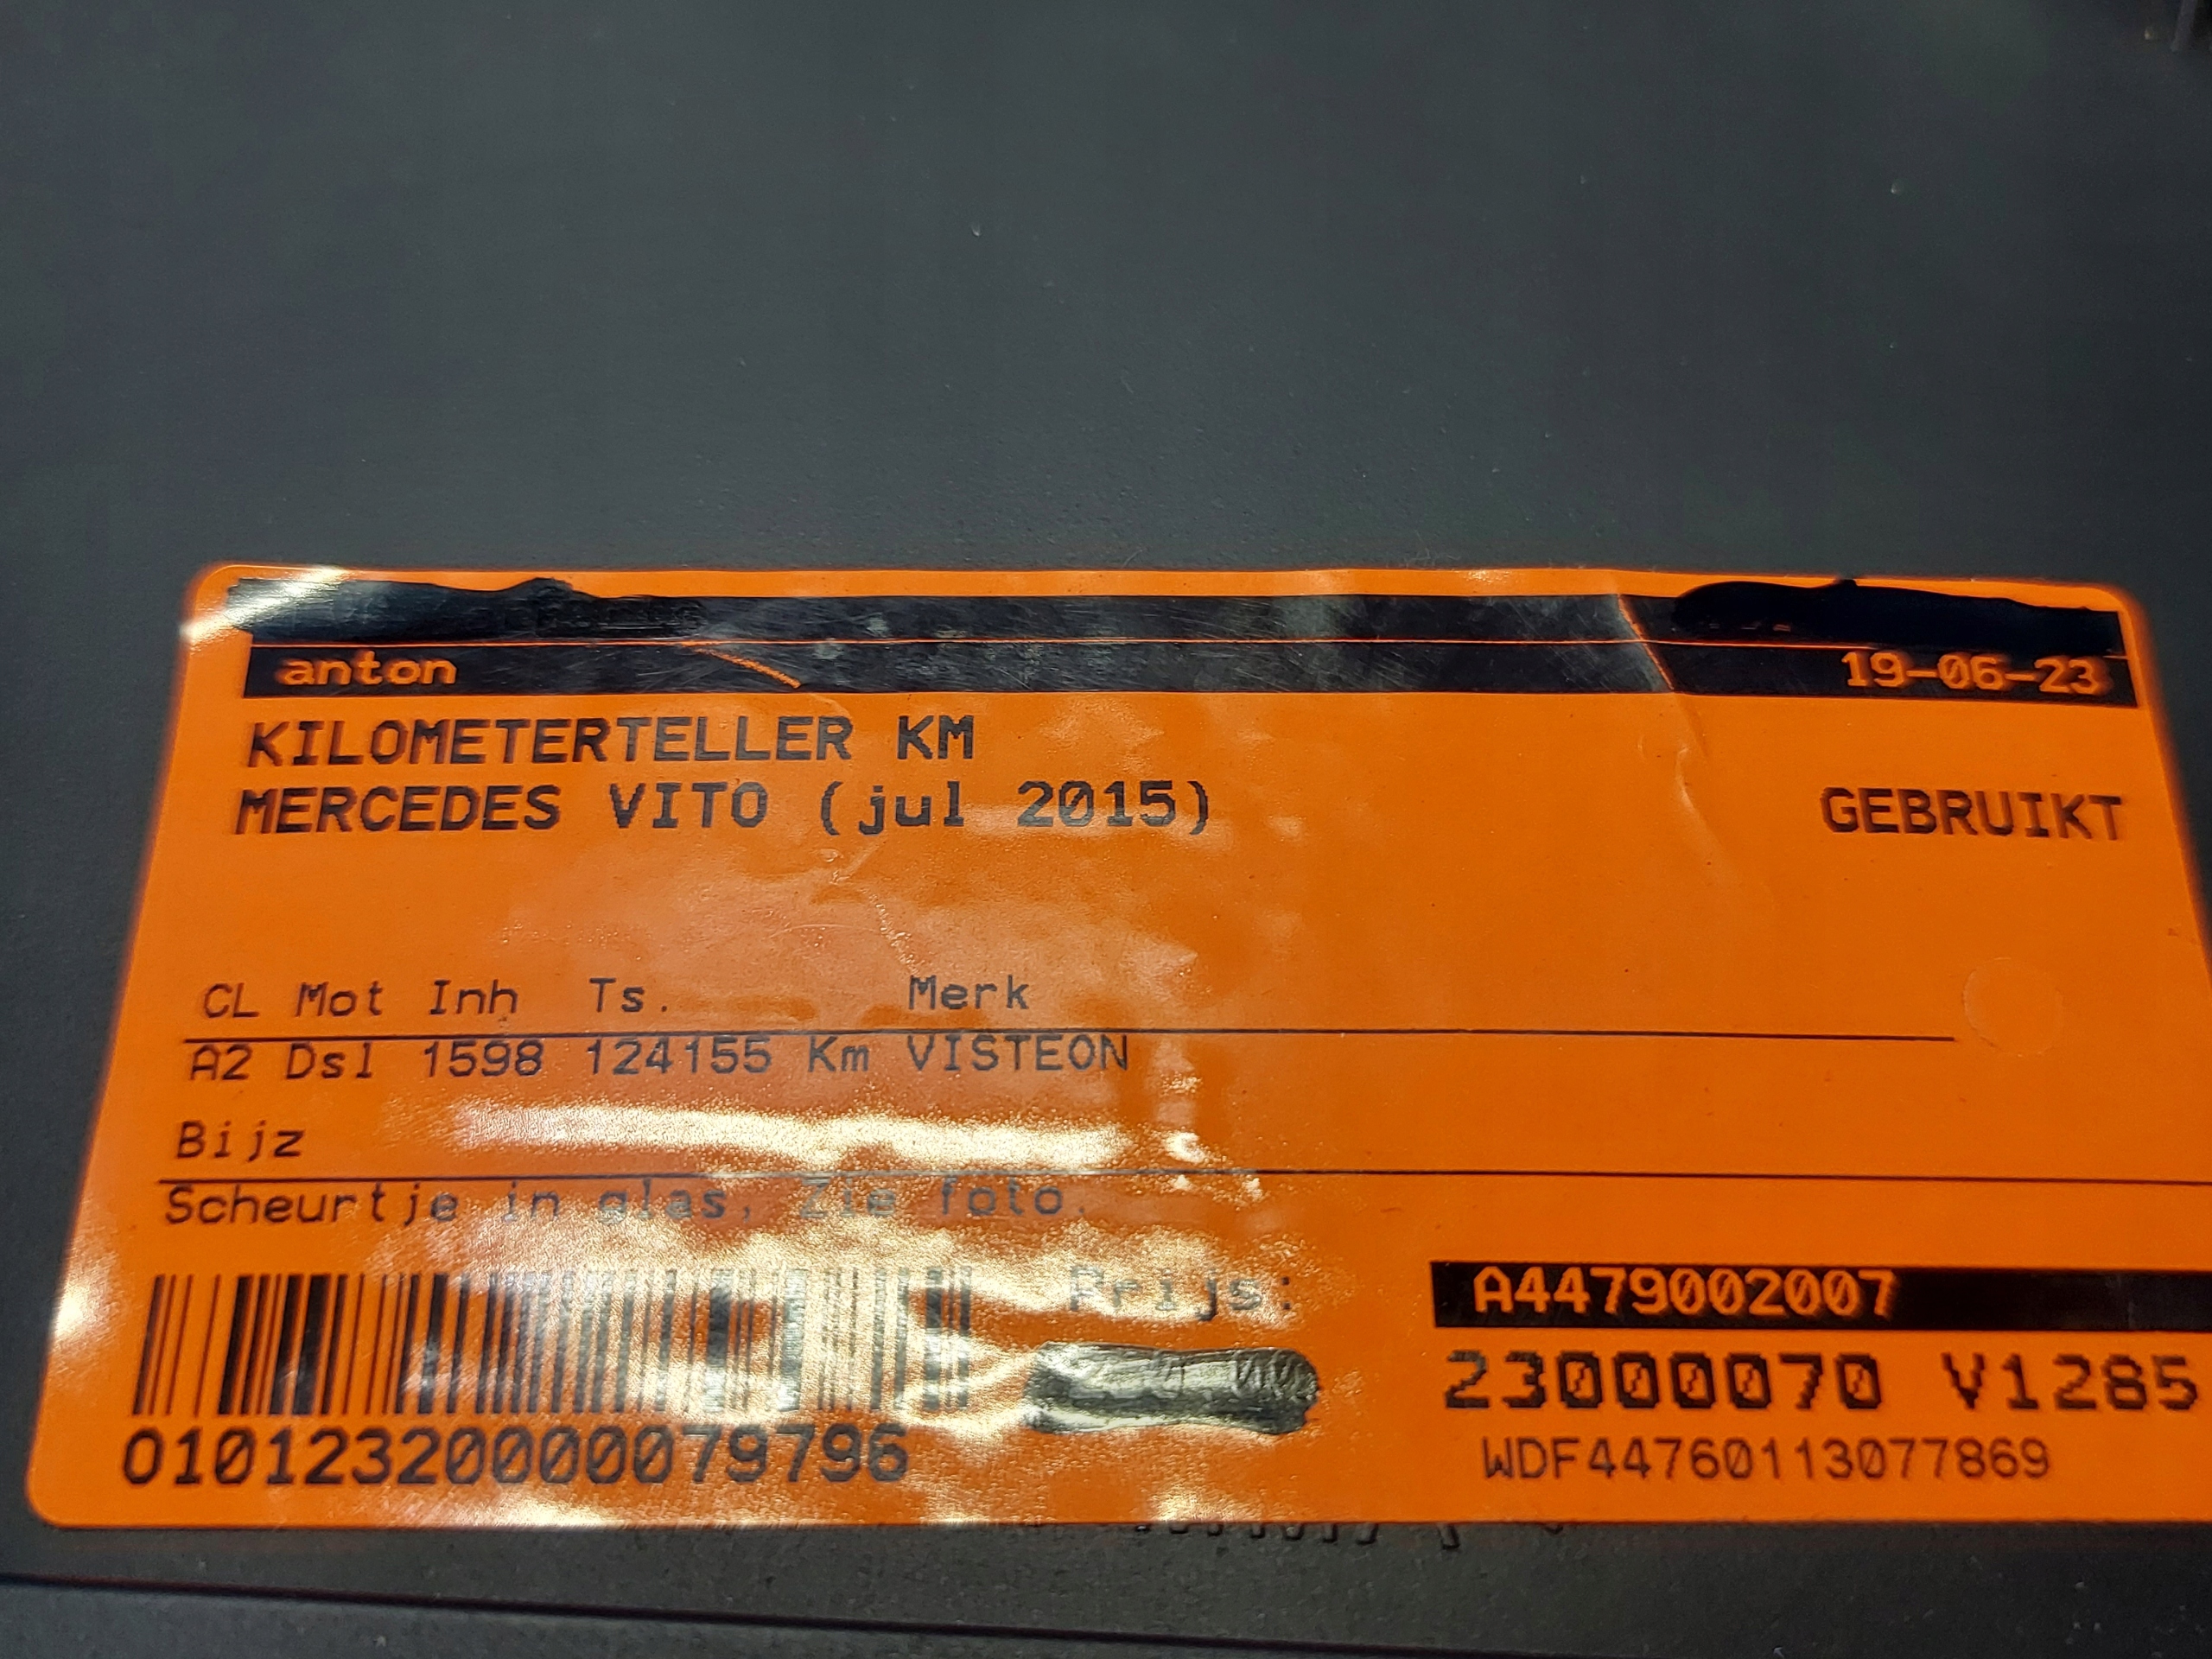 anton 19-06-23
KILOMETERTELLER KM
MERCEDES VITO (jul 2015) GEBRUIKT
CL Mot Inh Ts. Merk
A2 Dsl 1598 124155 Km VISTEON
Bijz
Scheurtje in glas, Zie foto.
Prijs: A4479002007
23000070 V1285
01012320000079796 WDF44760113077869